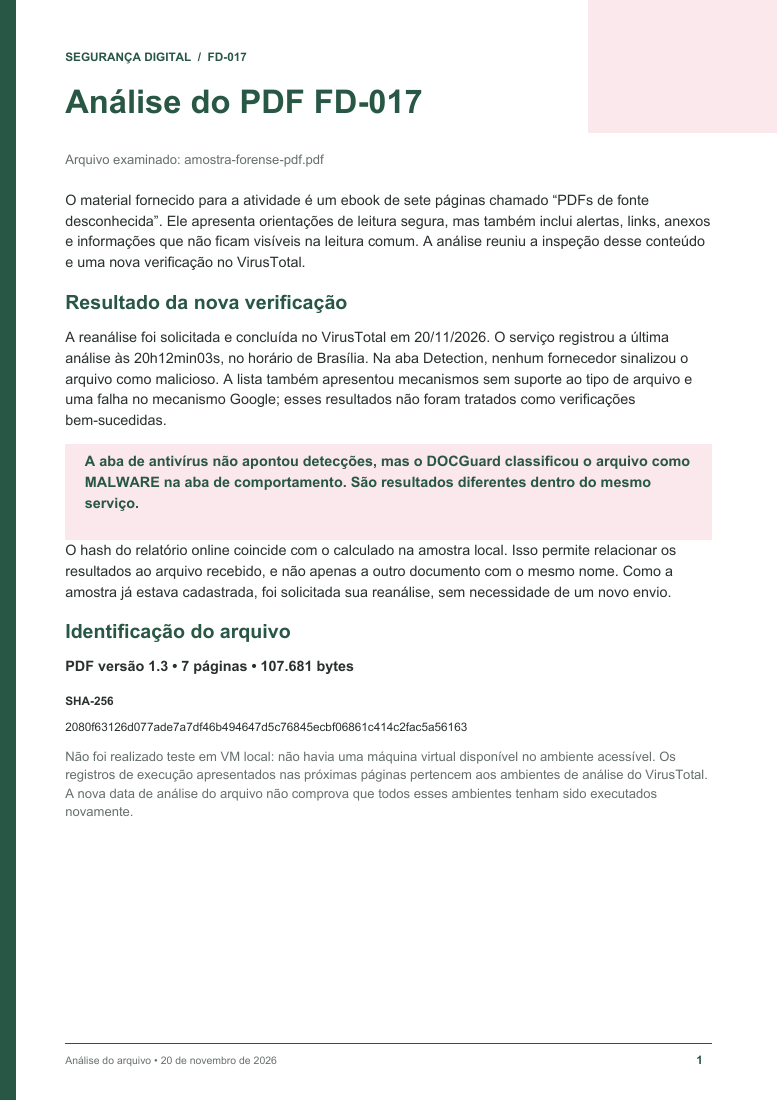 SEGURANÇA DIGITAL / FD-017
Análise do PDF FD-017
Arquivo examinado: amostra-forense-pdf.pdf
O material fornecido para a atividade é um ebook de sete páginas chamado “PDFs de fonte
desconhecida”. Ele apresenta orientações de leitura segura, mas também inclui alertas, links, anexos
e informações que não ficam visíveis na leitura comum. A análise reuniu a inspeção desse conteúdo
e uma nova verificação no VirusTotal.
Resultado da nova verificação
A reanálise foi solicitada e concluída no VirusTotal em 20/11/2026. O serviço registrou a última
análise às 20h12min03s, no horário de Brasília. Na aba Detection, nenhum fornecedor sinalizou o
arquivo como malicioso. A lista também apresentou mecanismos sem suporte ao tipo de arquivo e
uma falha no mecanismo Google; esses resultados não foram tratados como verificações
bem-sucedidas.
A aba de antivírus não apontou detecções, mas o DOCGuard classificou o arquivo como
MALWARE na aba de comportamento. São resultados diferentes dentro do mesmo
serviço.
O hash do relatório online coincide com o calculado na amostra local. Isso permite relacionar os
resultados ao arquivo recebido, e não apenas a outro documento com o mesmo nome. Como a
amostra já estava cadastrada, foi solicitada sua reanálise, sem necessidade de um novo envio.
Identificação do arquivo
PDF versão 1.3 • 7 páginas • 107.681 bytes
SHA-256
2080f63126d077ade7a7df46b494647d5c76845ecbf06861c414c2fac5a56163
Não foi realizado teste em VM local: não havia uma máquina virtual disponível no ambiente acessível. Os
registros de execução apresentados nas próximas páginas pertencem aos ambientes de análise do VirusTotal.
A nova data de análise do arquivo não comprova que todos esses ambientes tenham sido executados
novamente.
Análise do arquivo • 20 de novembro de 2026
1